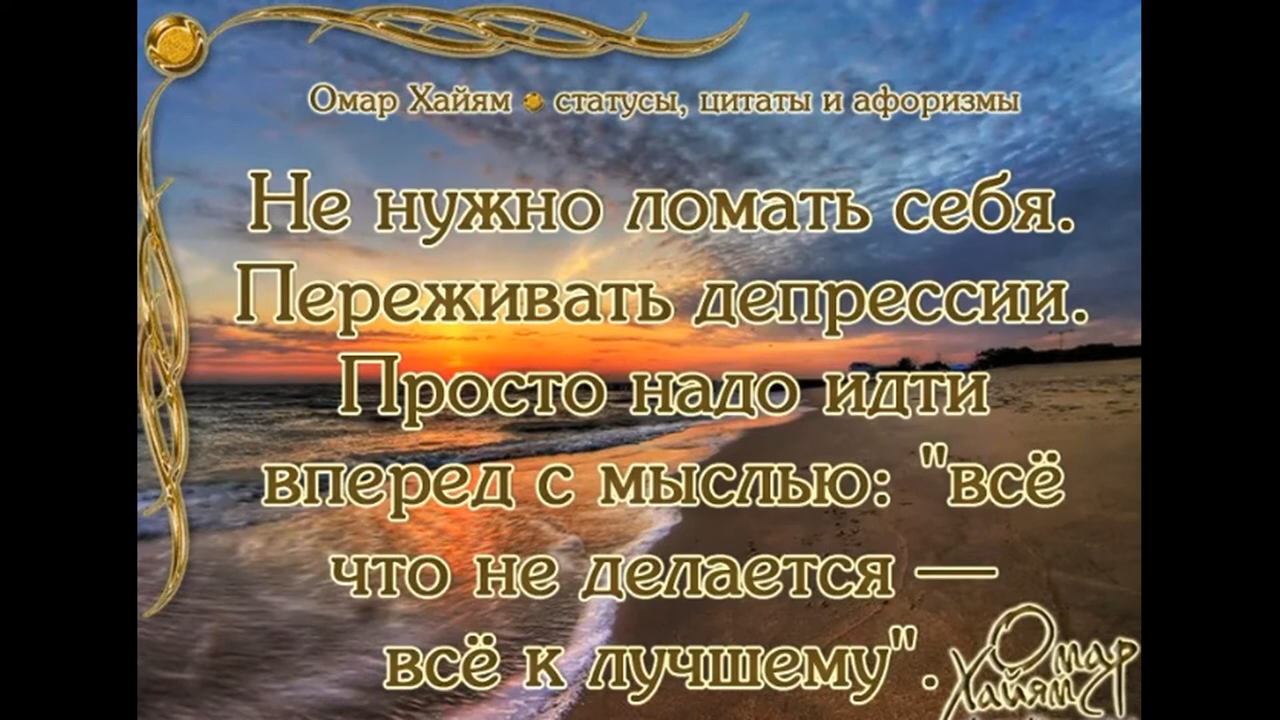 Омар Хайям статусы, цитаты и афоризмы
Не нужно ломать себя.
Переживать депрессии.
Просто надо идти
вперед с мыслью: "всё
что не делается —
всё к лучшему".
Омар
Хайям